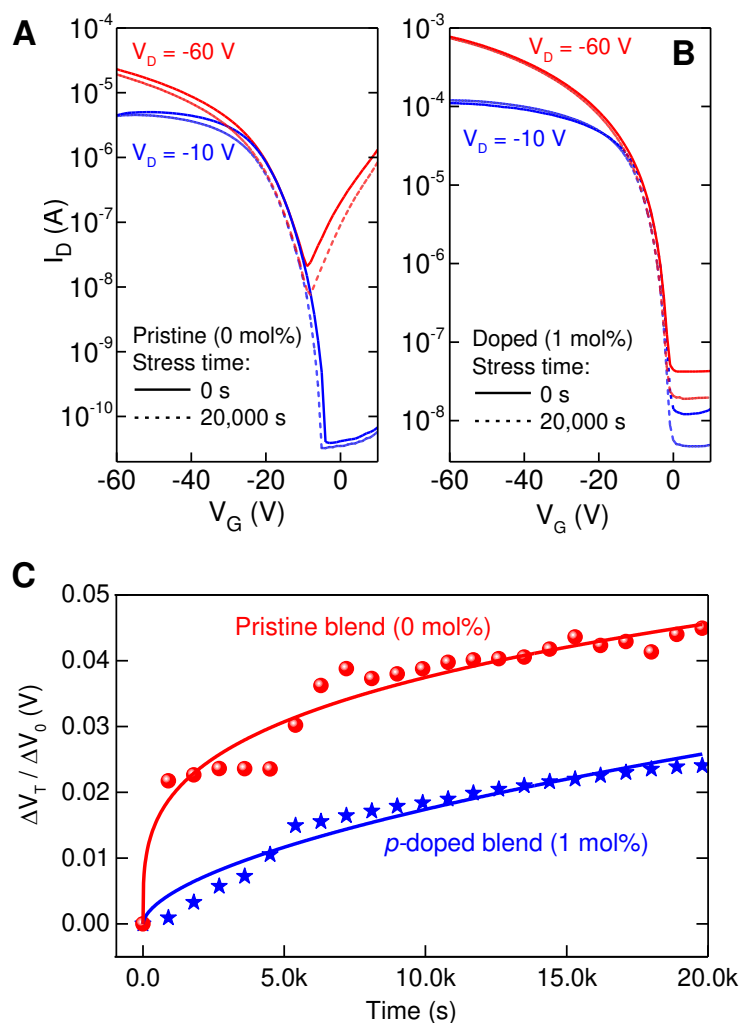 A
V_D = -60 V
V_D = -10 V
Pristine (0 mol%)
Stress time:
0 s
20,000 s
10^-4
10^-5
10^-6
10^-7
10^-8
10^-9
10^-10
I_D (A)
-60 -40 -20 0
V_G (V)
B
V_D = -60 V
V_D = -10 V
Doped (1 mol%)
Stress time:
0 s
20,000 s
10^-3
10^-4
10^-5
10^-6
10^-7
10^-8
-60 -40 -20 0
V_G (V)
C
Pristine blend (0 mol%)
p-doped blend (1 mol%)
0.05
0.04
0.03
0.02
0.01
0.00
ΔV_T / ΔV_0 (V)
0.0 5.0k 10.0k 15.0k 20.0k
Time (s)